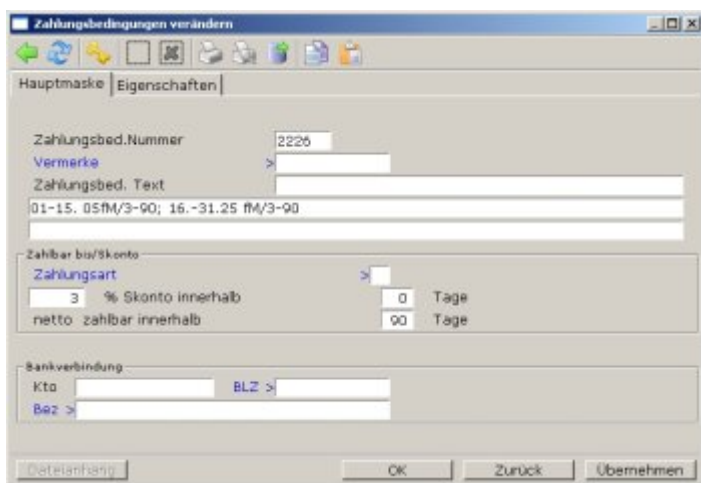 Zahlungsbedingungen verändern
Hauptmaske Eigenschaften
Zahlungsbed.Nummer 2226
Vermerke >
Zahlungsbed. Text
01-15. 05fM/3-90; 16.-31.25 fM/3-90
Zahlbar bis/Skonto
Zahlungsart >
3 % Skonto innerhalb 0 Tage
netto zahlbar innerhalb 90 Tage
Bankverbindung
Kto BLZ >
Bez >
Dateianhang OK Zurück Übernehmen